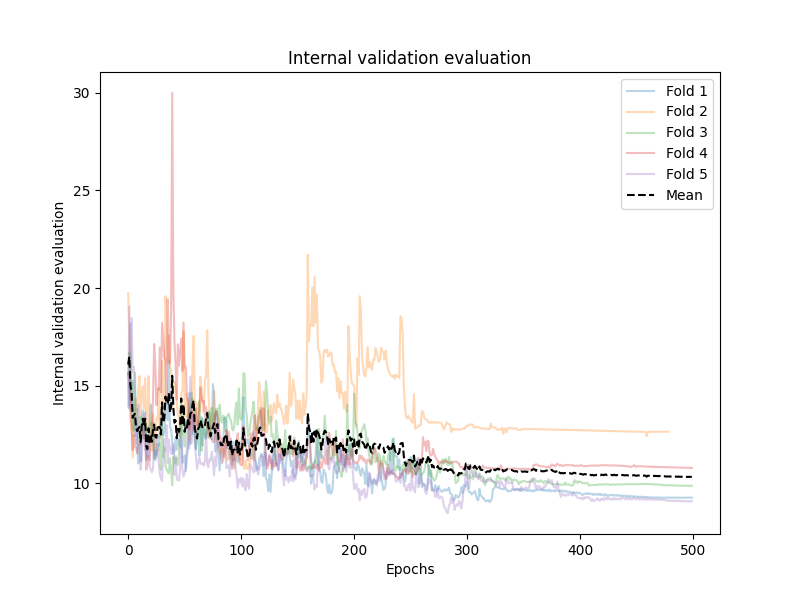 Internal validation evaluation
Internal validation evaluation
30
25
20
15
10
0
100
200
300
400
500
Epochs
Fold 1
Fold 2
Fold 3
Fold 4
Fold 5
Mean